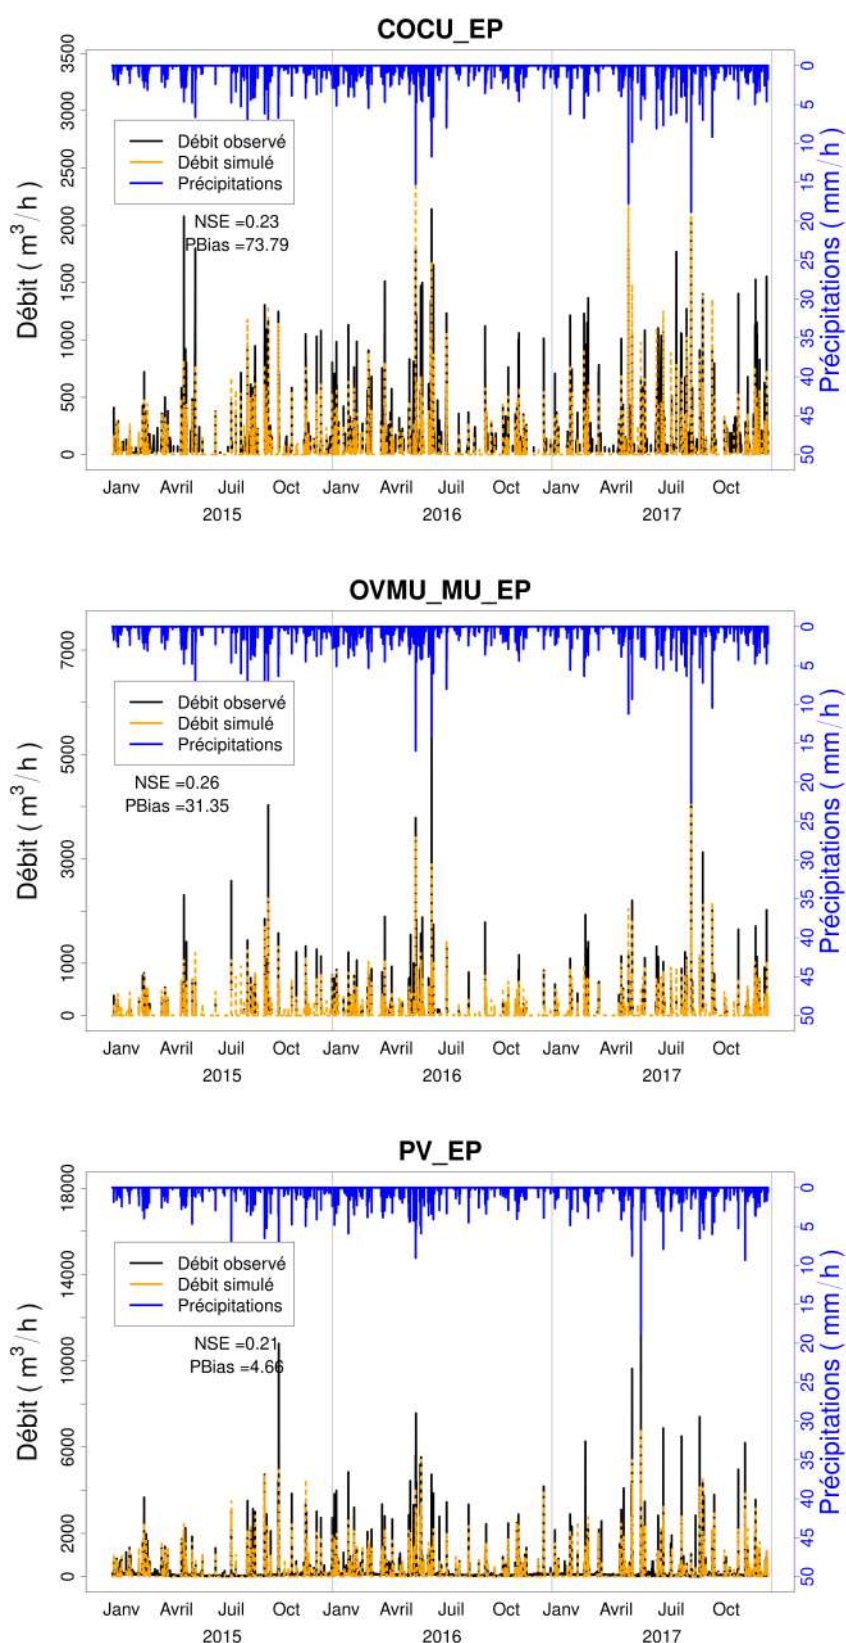 COCU_EP
3500
3000
2500
2000
1500
1000
500
0
Débit ( m³/h )
Débit observé
Débit simulé
Précipitations
NSE =0.23
PBias =73.79
0
5
10
15
20
25
30
35
40
45
50
Précipitations ( mm/h )
Janv Avril Juil Oct Janv Avril Juil Oct Janv Avril Juil Oct
2015 2016 2017
OVMU_MU_EP
7000
5000
3000
1000
0
Débit ( m³/h )
Débit observé
Débit simulé
Précipitations
NSE =0.26
PBias =31.35
0
5
10
15
20
25
30
35
40
45
50
Précipitations ( mm/h )
Janv Avril Juil Oct Janv Avril Juil Oct Janv Avril Juil Oct
2015 2016 2017
PV_EP
18000
14000
10000
6000
2000
0
Débit ( m³/h )
Débit observé
Débit simulé
Précipitations
NSE =0.21
PBias =4.66
0
5
10
15
20
25
30
35
40
45
50
Précipitations ( mm/h )
Janv Avril Juil Oct Janv Avril Juil Oct Janv Avril Juil Oct
2015 2016 2017